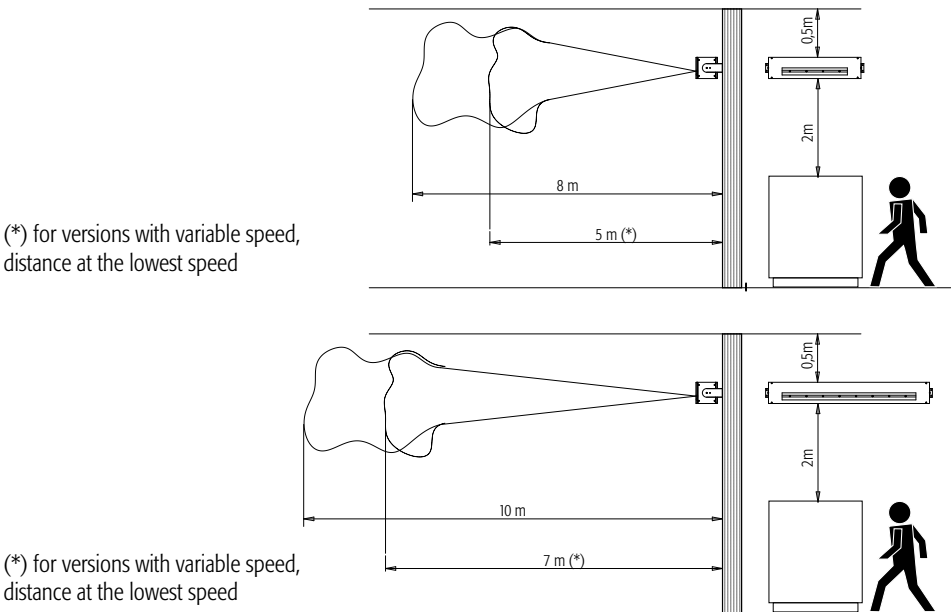 0,5m
2m
8 m
5 m (*)
(*) for versions with variable speed,
distance at the lowest speed
0,5m
2m
10 m
7 m (*)
(*) for versions with variable speed,
distance at the lowest speed